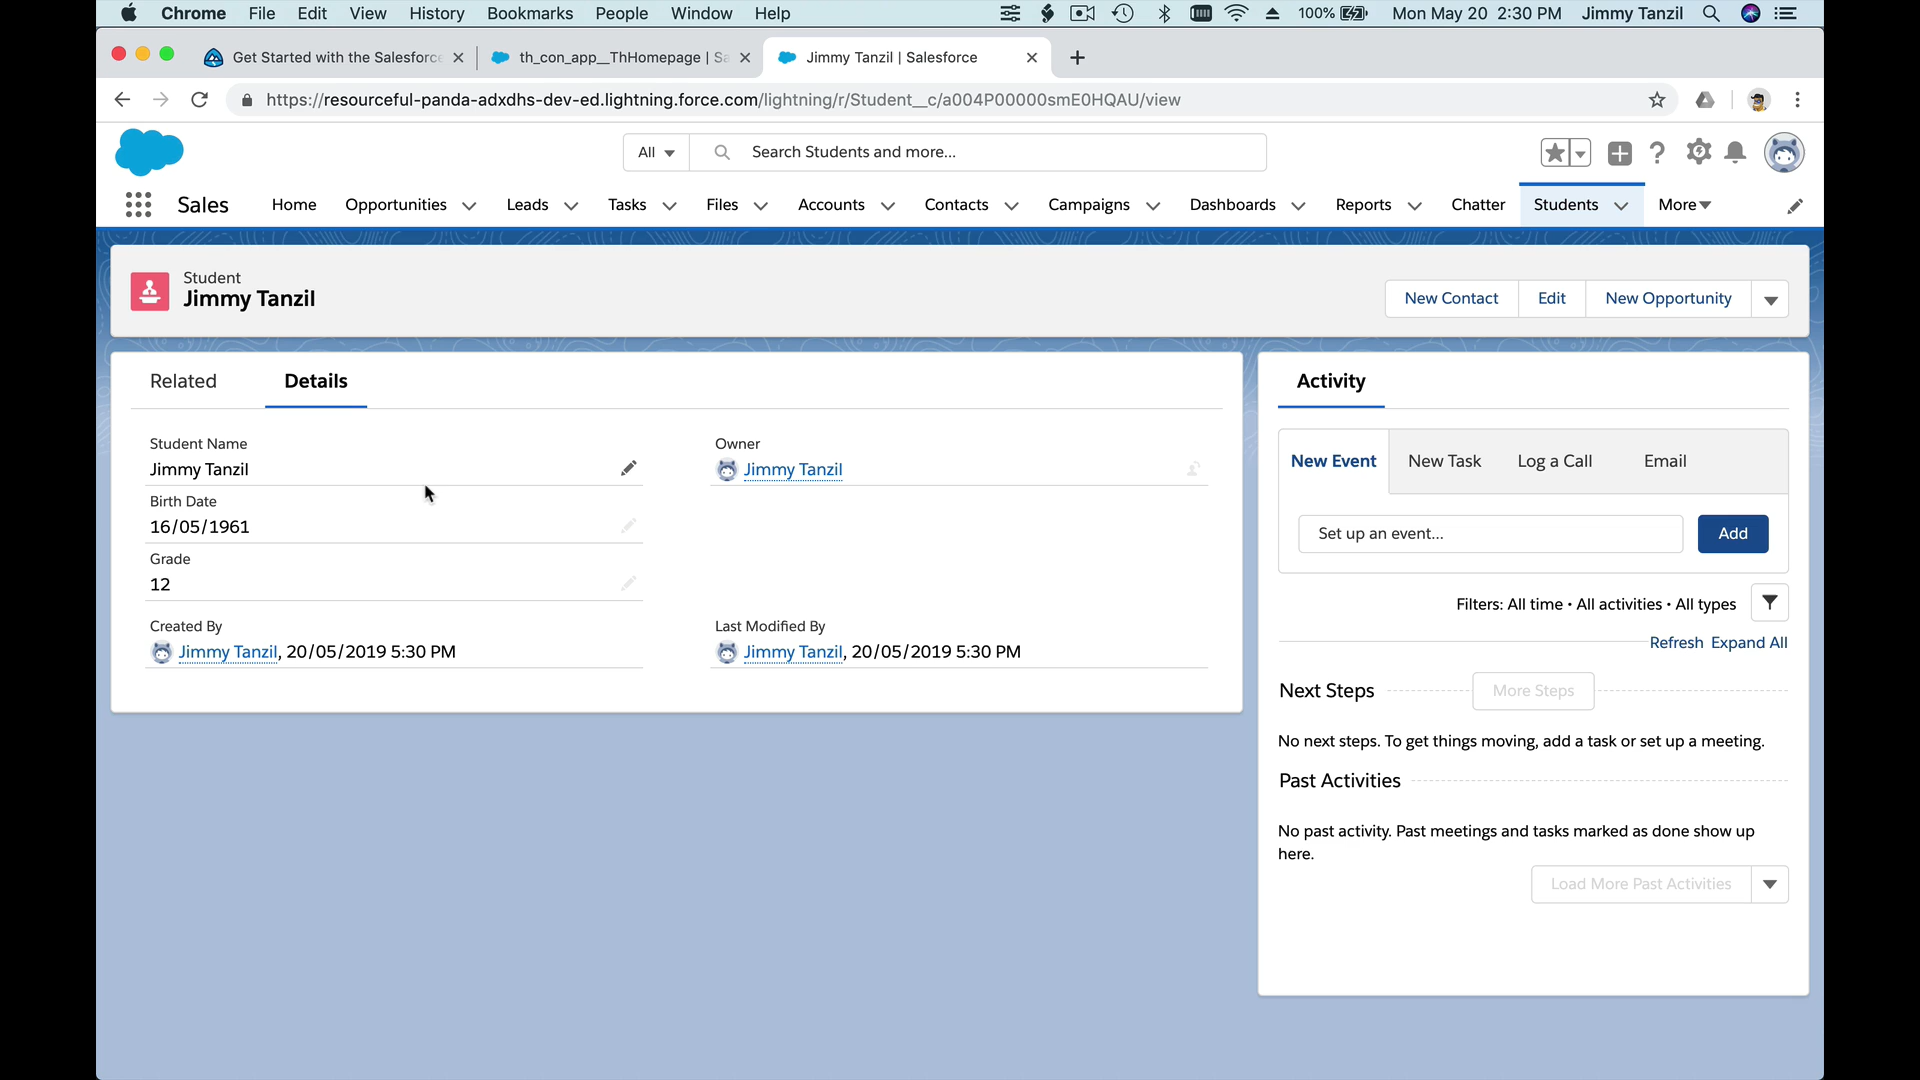 Chrome File Edit View History Bookmarks People Window Help 100% Mon May 20 2:30 PM Jimmy Tanzil
Get Started with the Salesforce th_con_app__ThHomepage | Sa Jimmy Tanzil | Salesforce
https://resourceful-panda-adxdhs-dev-ed.lightning.force.com/lightning/r/Student__c/a004P00000smE0HQAU/view
All Search Students and more...
Sales Home Opportunities Leads Tasks Files Accounts Contacts Campaigns Dashboards Reports Chatter Students More
Student
Jimmy Tanzil
New Contact Edit New Opportunity
Related Details
Student Name
Jimmy Tanzil
Owner
Jimmy Tanzil
Birth Date
16/05/1961
Grade
12
Created By
Jimmy Tanzil, 20/05/2019 5:30 PM
Last Modified By
Jimmy Tanzil, 20/05/2019 5:30 PM
Activity
New Event New Task Log a Call Email
Set up an event... Add
Filters: All time • All activities • All types
Refresh Expand All
Next Steps More Steps
No next steps. To get things moving, add a task or set up a meeting.
Past Activities
No past activity. Past meetings and tasks marked as done show up
here.
Load More Past Activities